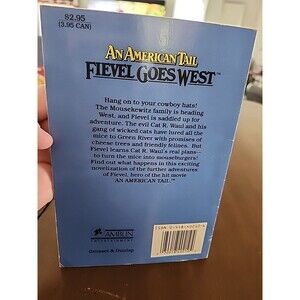 $2.95
(3.95 CAN)
AN AMERICAN TAIL
FIEVEL GOES WEST™
Hang on to your cowboy hats!
The Mousekewitz family is heading
West, and Fievel is saddled up for
adventure. The evil Cat R. Waul and his
gang of wicked cats have lured all the
mice to Green River with promises of
cheese trees and friendly felines. But
Fievel learns Cat R. Waul's real plans—
to turn the mice into mouseburgers!
Find out what happens in this exciting
novelization of the further adventures
of Fievel, hero of the hit movie
AN AMERICAN TAIL.™
AMBLIN
ENTERTAINMENT
Grosset & Dunlap